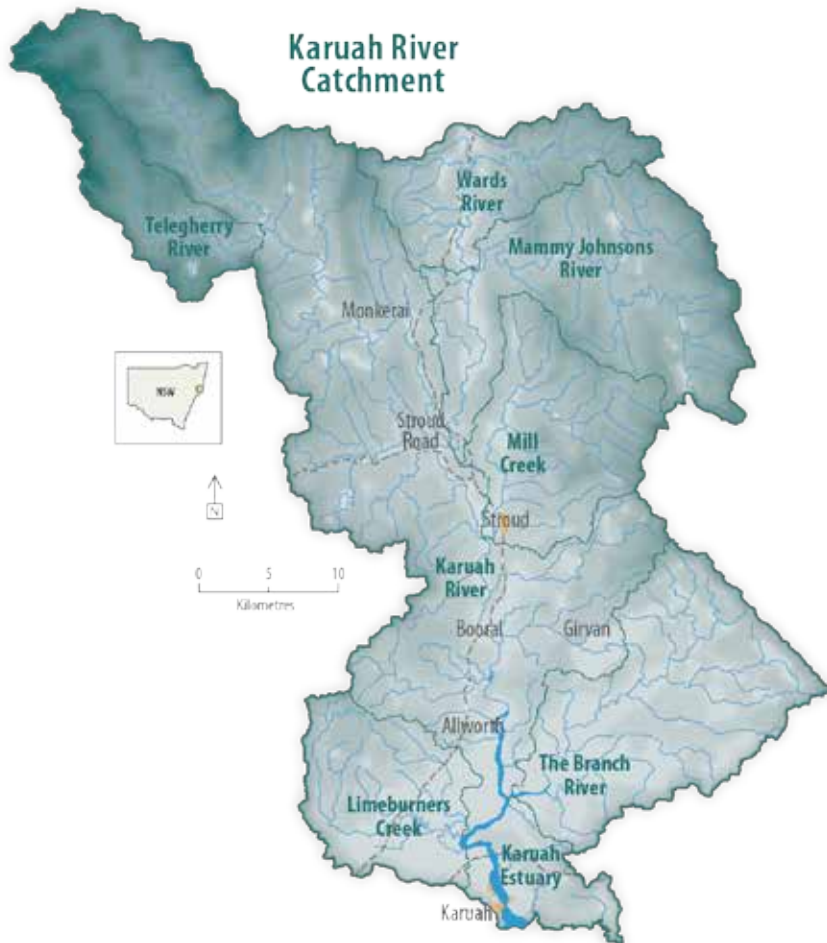 Karuah River
Catchment
Wards
River
Telegherry
River
Mammy Johnsons
River
Monkerai
NSW
Stroud
Road
Mill
Creek
N
Stroud
0 5 10
Kilometres
Karuah
River
Booral
Girvan
Allworth
The Branch
River
Limeburners
Creek
Karuah
Estuary
Karuah